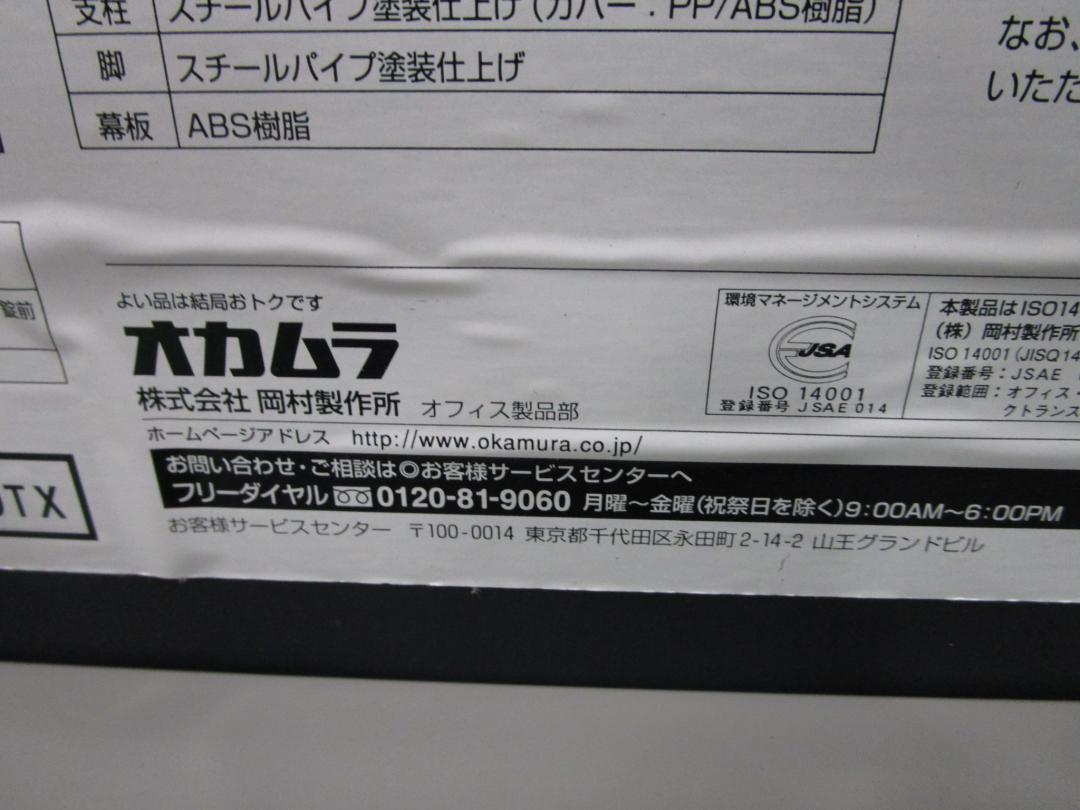 支柱 スチールパイプ塗装仕上げ(カバー:PP/ABS樹脂)
脚 スチールパイプ塗装仕上げ
幕板 ABS樹脂
なお、
いただ
錠前
よい品は結局おトクです
オカムラ
株式会社 岡村製作所 オフィス製品部
ホームページアドレス http://www.okamura.co.jp/
お問い合わせ・ご相談は◎お客様サービスセンターへ
フリーダイヤル 0120-81-9060 月曜〜金曜(祝祭日を除く)9:00AM〜6:00PM
お客様サービスセンター 〒100-0014 東京都千代田区永田町2-14-2 山王グランドビル
環境マネージメントシステム
JSA
ISO 14001
登録番号 JSAE 014
本製品はISO14
(株)岡村製作所
ISO 14001(JISQ14
登録番号:JSAE
登録範囲:オフィス・
クトランス
TX